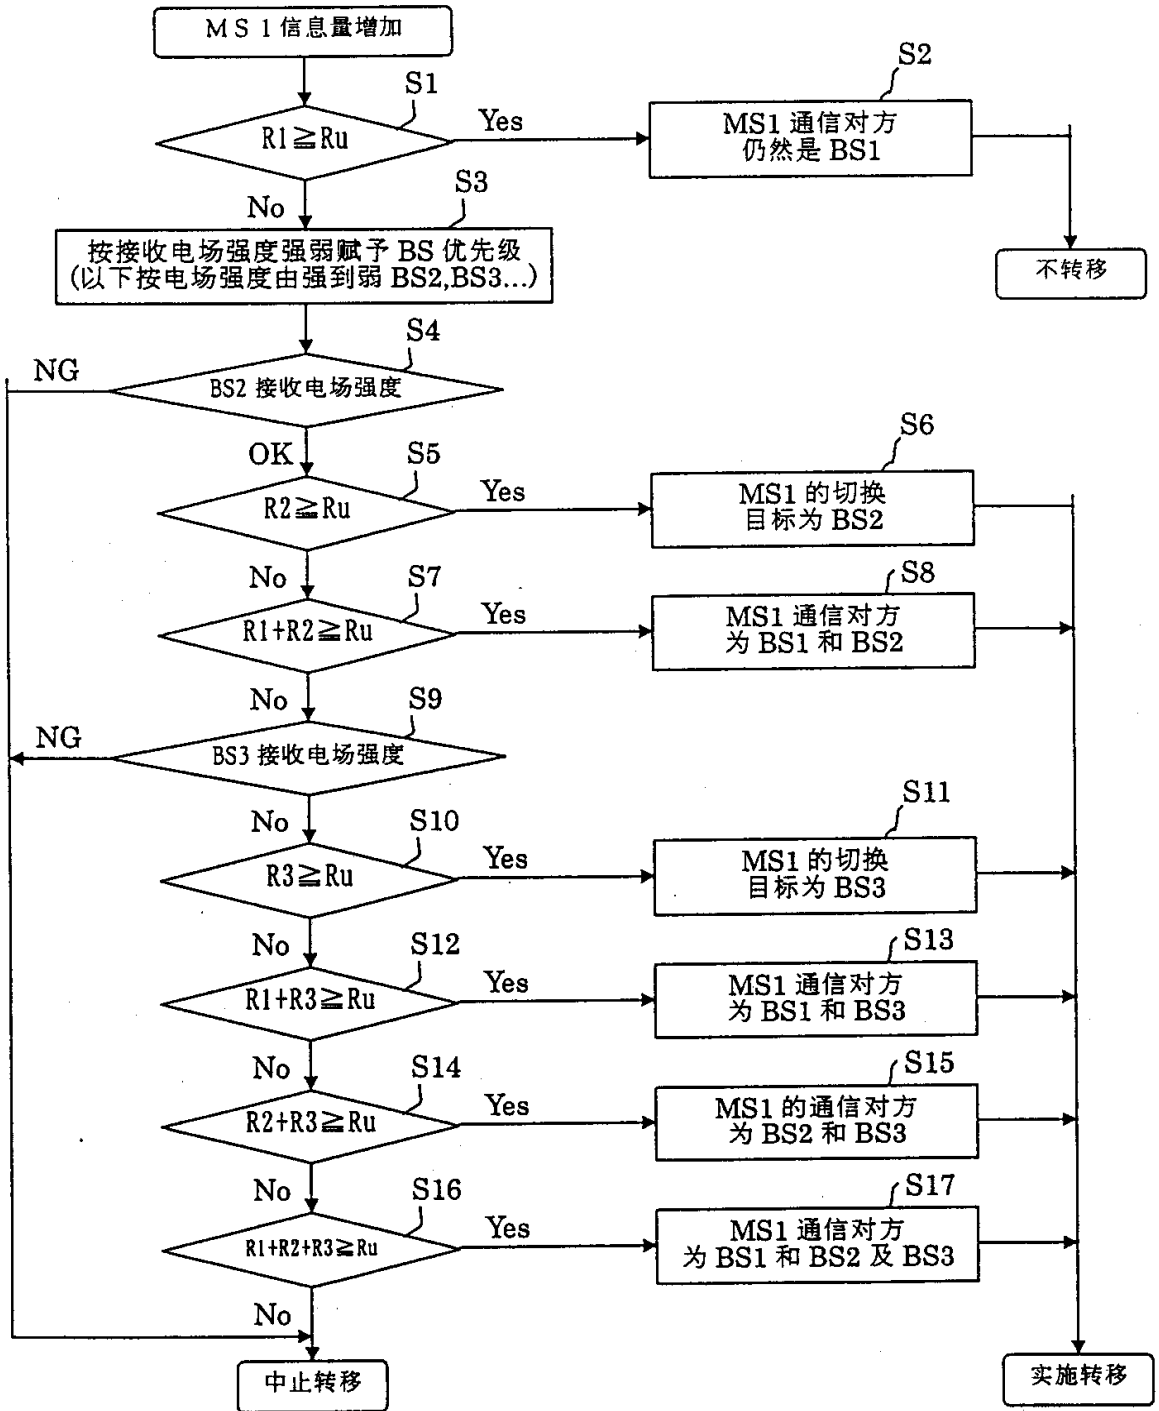 MS1信息量增加
S1
R1≧Ru
Yes
S2
MS1 通信对方
仍然是 BS1
不转移
No
S3
按接收电场强度强弱赋予 BS 优先级
(以下按电场强度由强到弱 BS2,BS3...)
S4
BS2 接收电场强度
NG
OK
S5
R2≧Ru
Yes
S6
MS1 的切换
目标为 BS2
No
S7
R1+R2≧Ru
Yes
S8
MS1 通信对方
为 BS1 和 BS2
No
S9
BS3 接收电场强度
NG
No
S10
R3≧Ru
Yes
S11
MS1 的切换
目标为 BS3
No
S12
R1+R3≧Ru
Yes
S13
MS1 通信对方
为 BS1 和 BS3
No
S14
R2+R3≧Ru
Yes
S15
MS1 的通信对方
为 BS2 和 BS3
No
S16
R1+R2+R3≧Ru
Yes
S17
MS1 通信对方
为 BS1 和 BS2 及 BS3
No
中止转移
实施转移